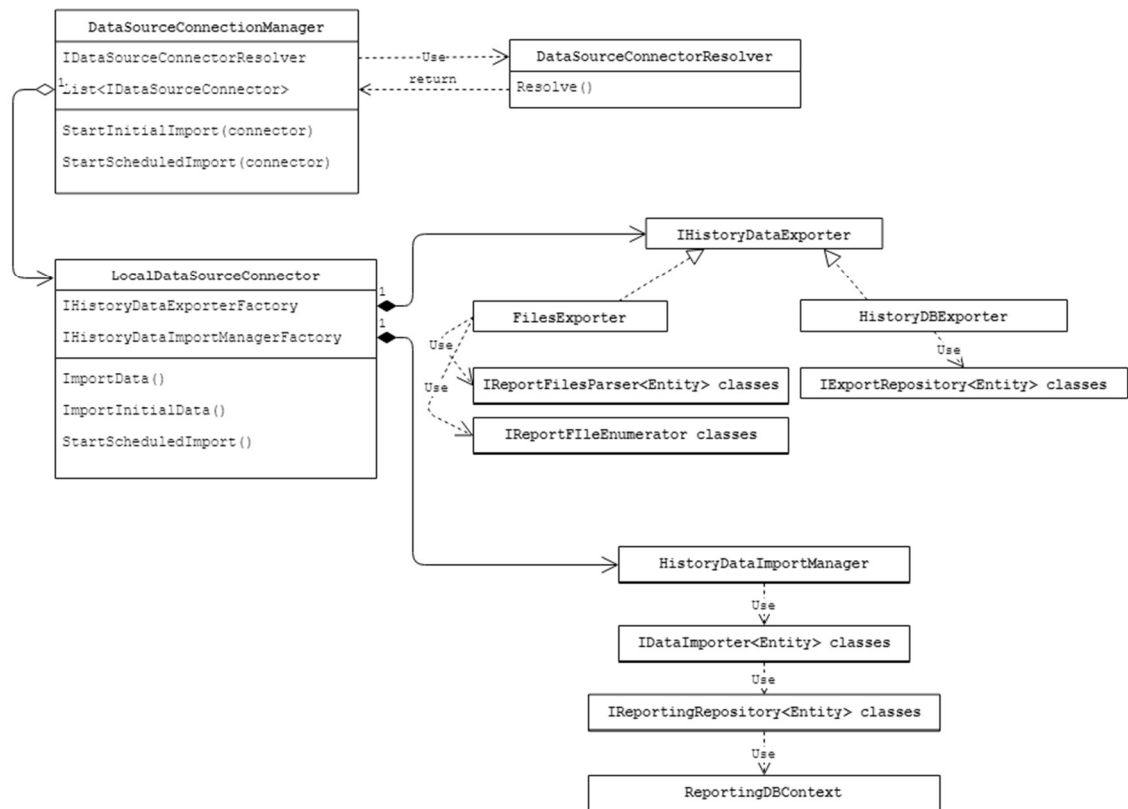 DataSourceConnectionManager
IDataSourceConnectorResolver
List<IDataSourceConnector>
1
StartInitialImport(connector)
StartScheduledImport(connector)
Use
return
DataSourceConnectorResolver
Resolve()
LocalDataSourceConnector
IHistoryDataExporterFactory
IHistoryDataImportManagerFactory
ImportData()
ImportInitialData()
StartScheduledImport()
1
1
IHistoryDataExporter
FilesExporter
HistoryDBExporter
Use
Use
Use
IReportFilesParser<Entity> classes
IExportRepository<Entity> classes
IReportFIleEnumerator classes
HistoryDataImportManager
Use
IDataImporter<Entity> classes
Use
IReportingRepository<Entity> classes
Use
ReportingDBContext